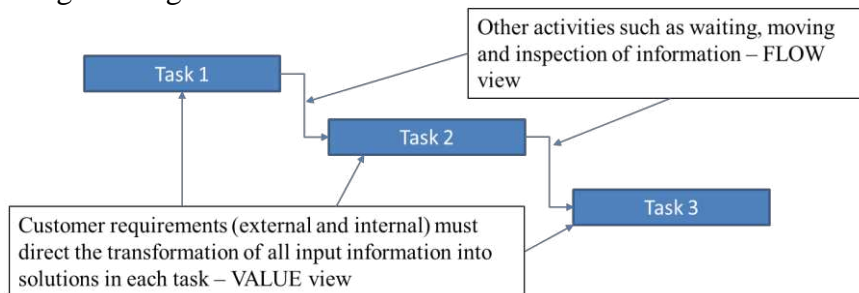 Other activities such as waiting, moving
and inspection of information – FLOW
view
Task 1
Task 2
Task 3
Customer requirements (external and internal) must
direct the transformation of all input information into
solutions in each task – VALUE view